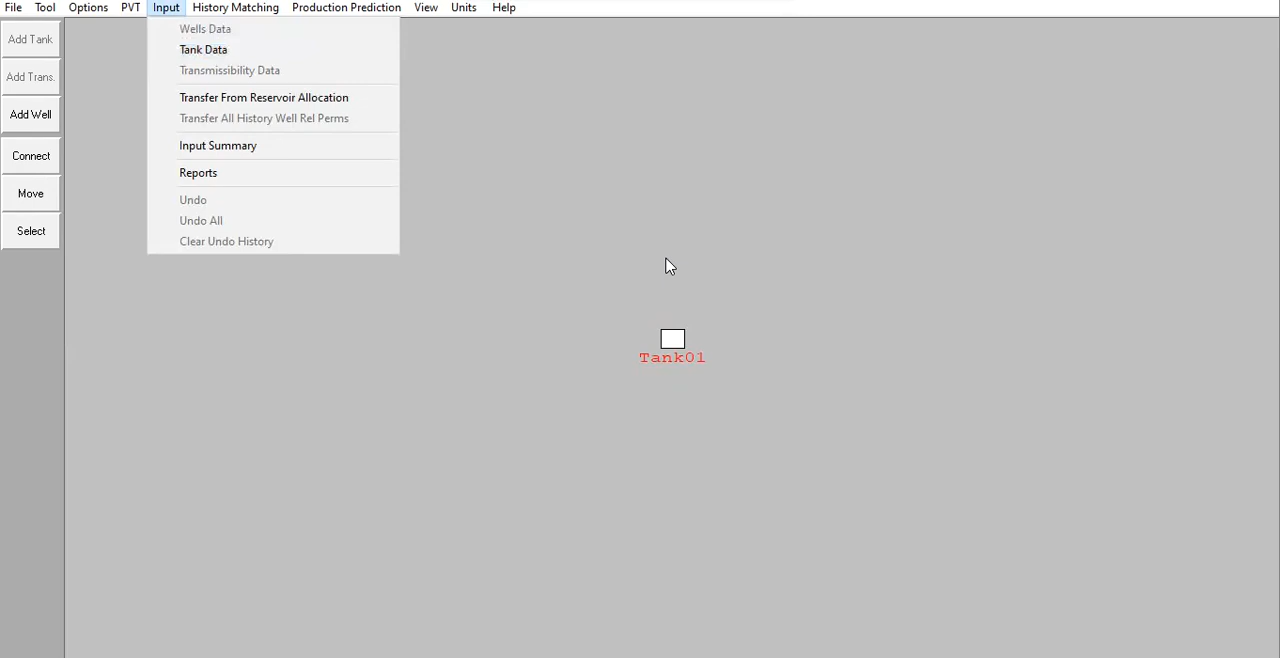 File Tool Options PVT Input History Matching Production Prediction View Units Help
Add Tank
Add Trans.
Add Well
Connect
Move
Select
Wells Data
Tank Data
Transmissibility Data
Transfer From Reservoir Allocation
Transfer All History Well Rel Perms
Input Summary
Reports
Undo
Undo All
Clear Undo History
Tank01